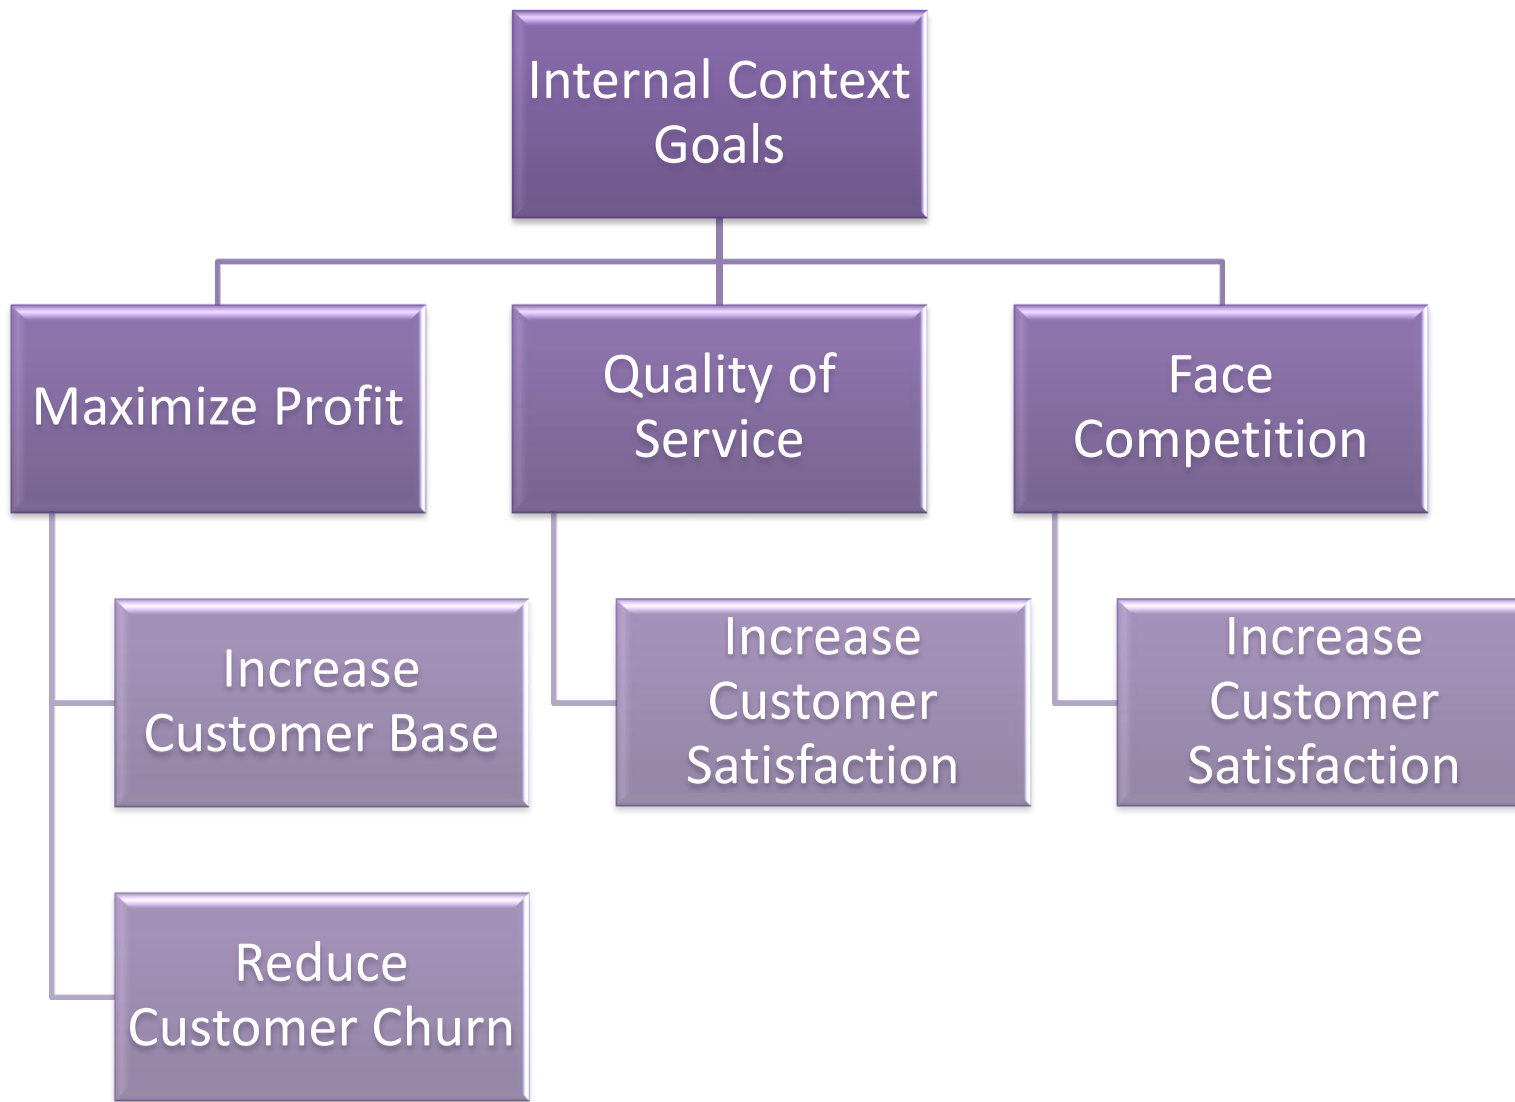 Internal Context
Goals
Maximize Profit
Quality of
Service
Face
Competition
Increase
Customer Base
Increase
Customer
Satisfaction
Increase
Customer
Satisfaction
Reduce
Customer Churn